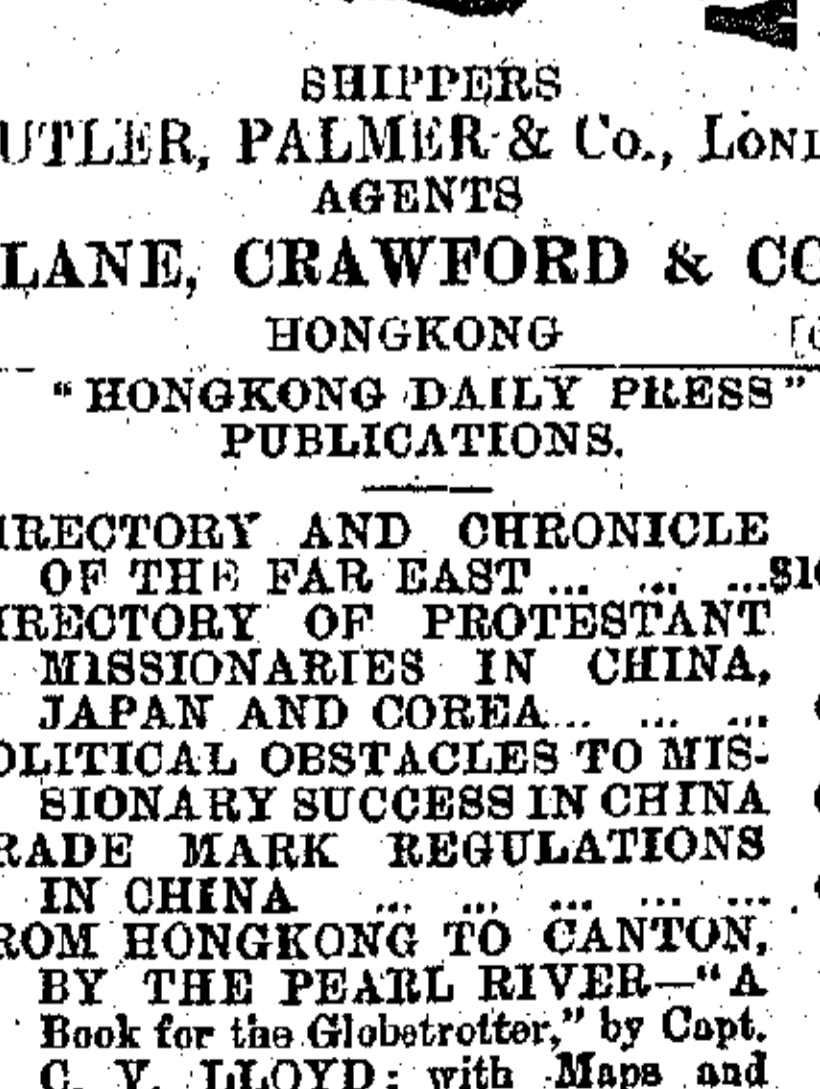 SHIPPERS
UTLER, PALMER & Co., LON
AGENTS
LANE, CRAWFORD & CO
HONGKONG
"HONGKONG DAILY PRESS"
PUBLICATIONS.
IRECTORY AND CHRONICLE
OF THE FAR EAST ... ... ...$10
IRECTORY OF PROTESTANT
MISSIONARIES IN CHINA,
JAPAN AND COREA... ... ...
OLITICAL OBSTACLES TO MIS-
SIONARY SUCCESS IN CHINA
RADE MARK REGULATIONS
IN CHINA ... ... ... ... ...
ROM HONGKONG TO CANTON,
BY THE PEARL RIVER—"A
Book for the Globetrotter," by Capt.
C. V. LLOYD; with Maps and